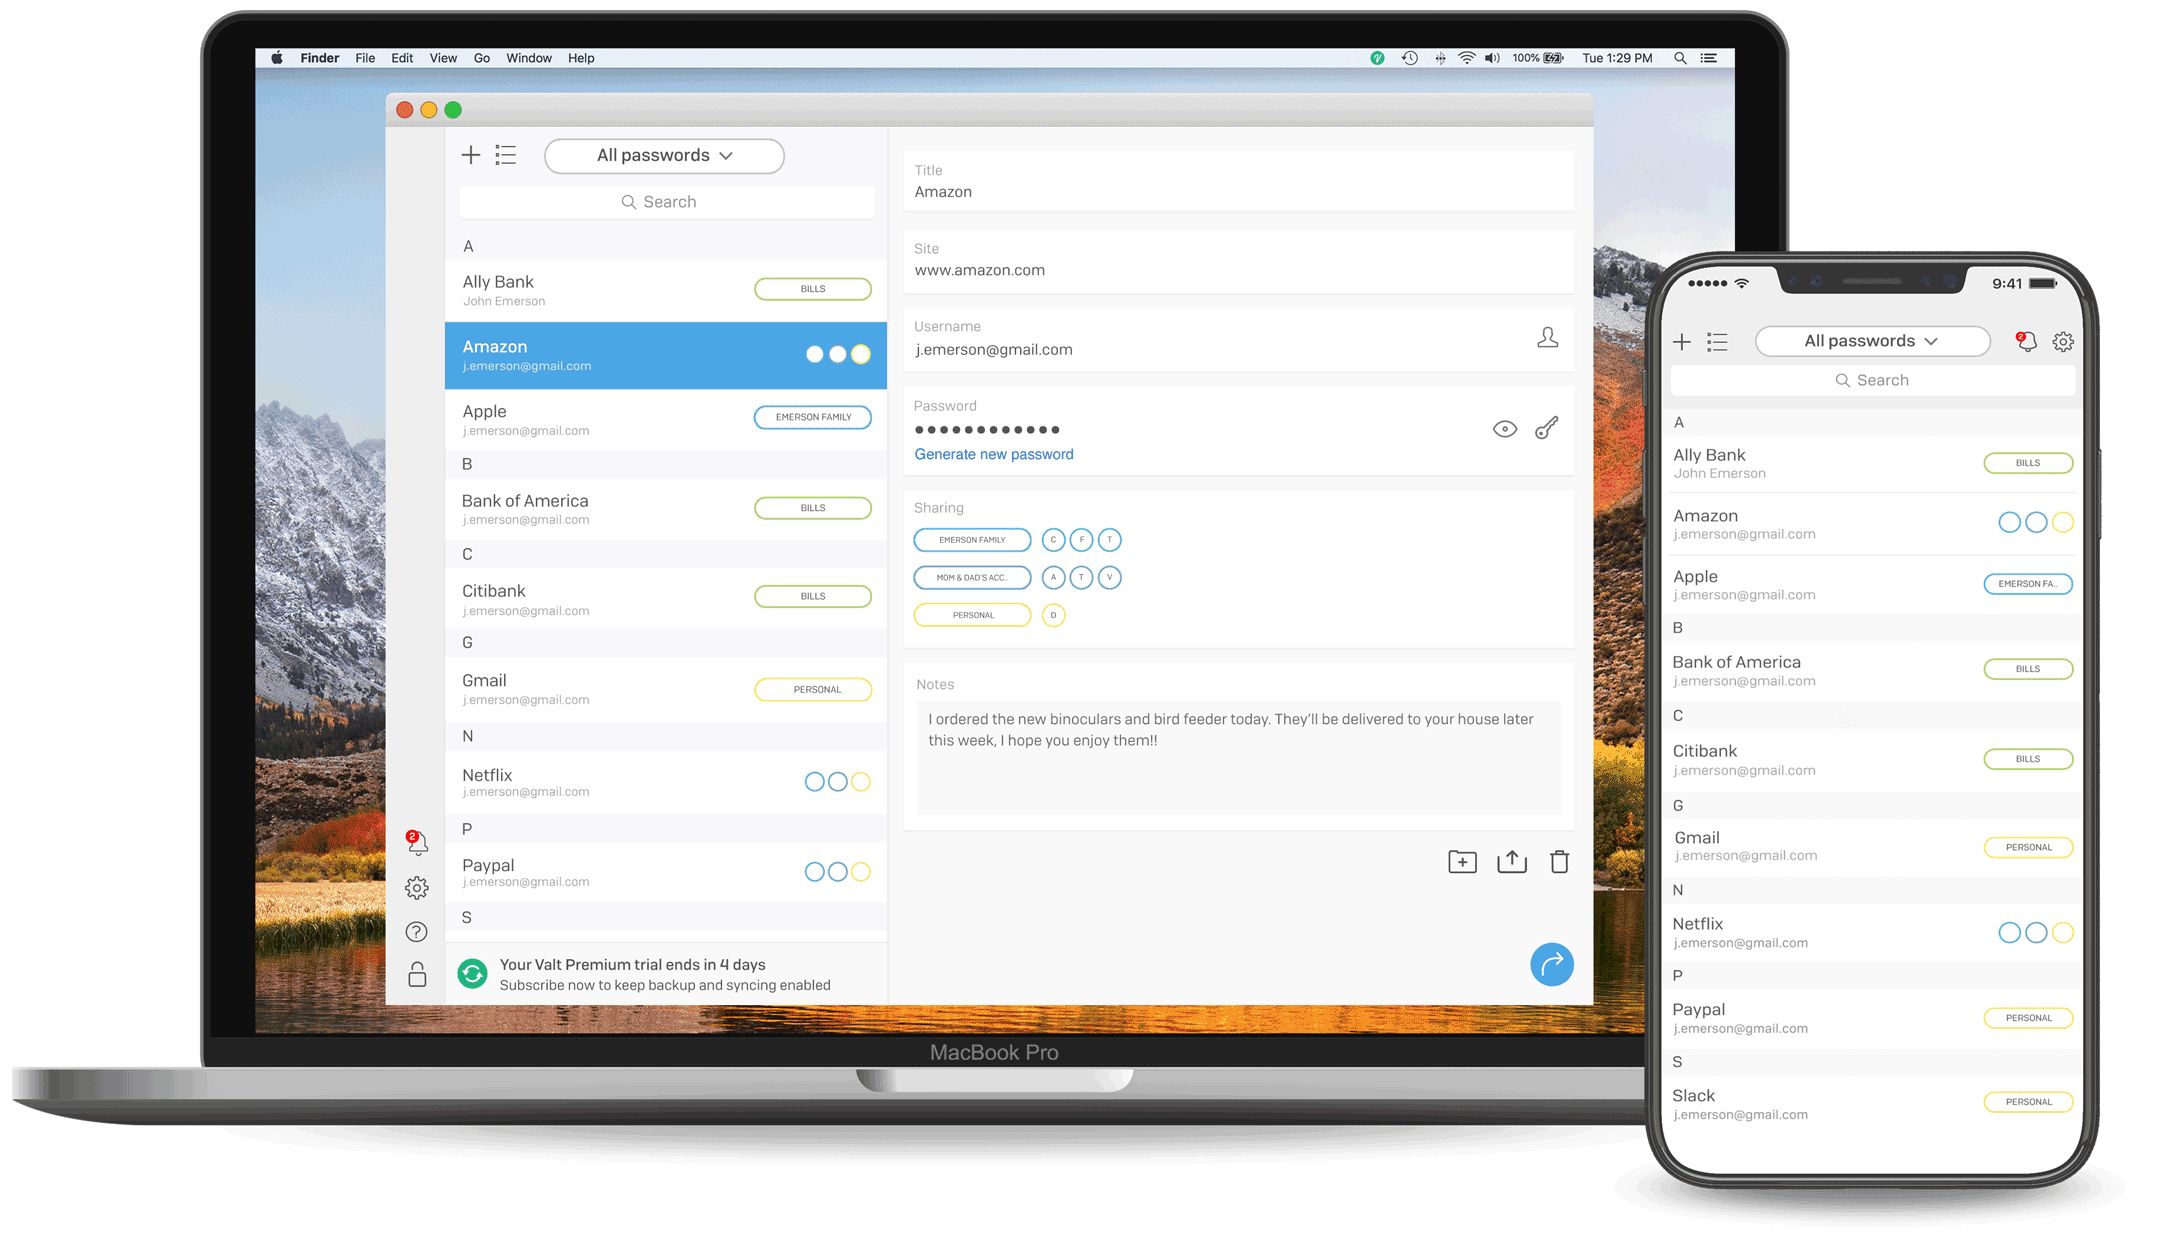 Finder File Edit View Go Window Help 100% Tue 1:29 PM
All passwords
Search
A
Ally Bank
John Emerson
BILLS
Amazon
j.emerson@gmail.com
Apple
j.emerson@gmail.com
EMERSON FAMILY
B
Bank of America
j.emerson@gmail.com
BILLS
C
Citibank
j.emerson@gmail.com
BILLS
G
Gmail
j.emerson@gmail.com
PERSONAL
N
Netflix
j.emerson@gmail.com
P
Paypal
j.emerson@gmail.com
S
2
?
Your Valt Premium trial ends in 4 days
Subscribe now to keep backup and syncing enabled
Title
Amazon
Site
www.amazon.com
Username
j.emerson@gmail.com
Password
Generate new password
Sharing
EMERSON FAMILY C F T
MOM & DAD'S ACC.. A T V
PERSONAL D
Notes
I ordered the new binoculars and bird feeder today. They'll be delivered to your house later
this week, I hope you enjoy them!!
MacBook Pro
9:41
All passwords
2
Search
A
Ally Bank
John Emerson
BILLS
Amazon
j.emerson@gmail.com
Apple
j.emerson@gmail.com
EMERSON FA..
B
Bank of America
j.emerson@gmail.com
BILLS
C
Citibank
j.emerson@gmail.com
BILLS
G
Gmail
j.emerson@gmail.com
PERSONAL
N
Netflix
j.emerson@gmail.com
P
Paypal
j.emerson@gmail.com
PERSONAL
S
Slack
j.emerson@gmail.com
PERSONAL